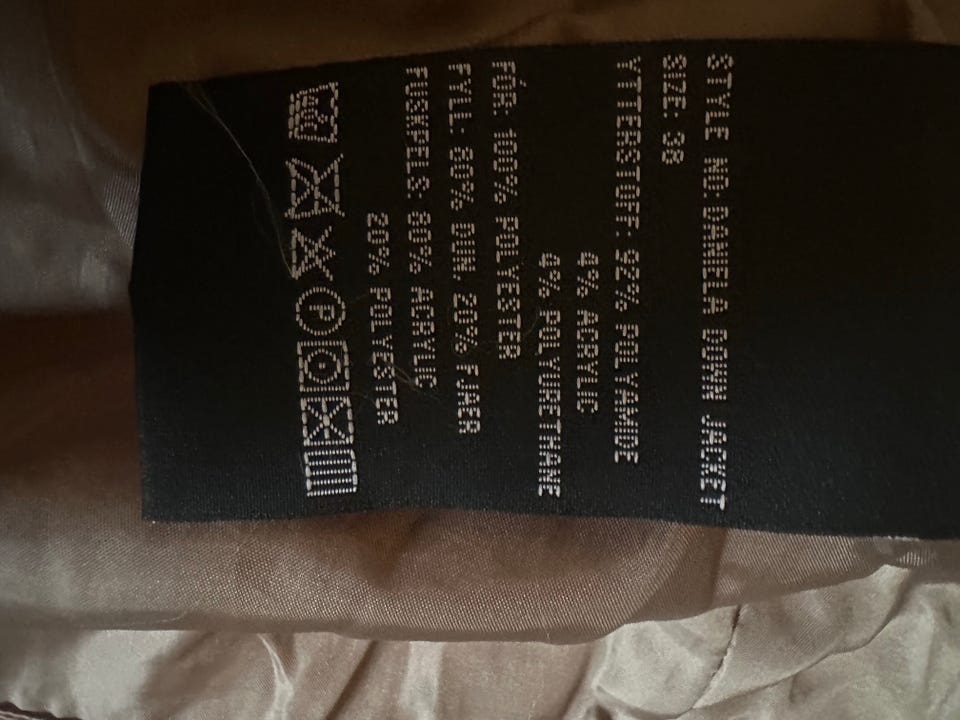 STYLE NO: DANIELA DOWN JACKET
SIZE: 38
YTTERSTOFF: 92% POLYAMIDE
4% ACRYLIC
4% POLYURETHANE
FÓR: 100% POLYESTER
FYLL: 80% DUN, 20% FJÆR
FUSKPELS: 80% ACRYLIC
20% POLYESTER
P